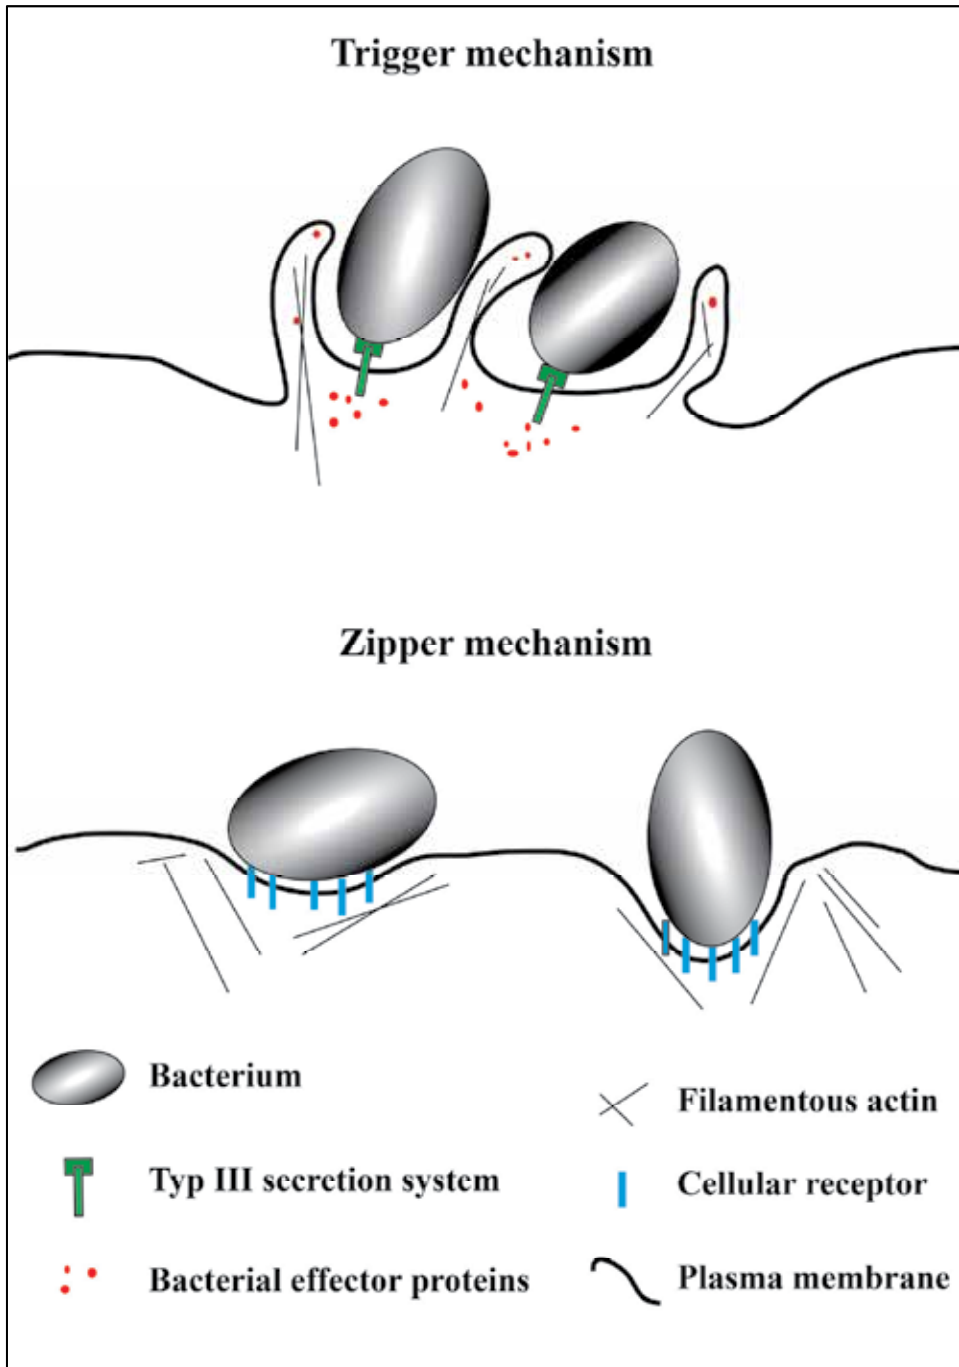 Trigger mechanism
Zipper mechanism
Bacterium
Filamentous actin
Typ III secretion system
Cellular receptor
Bacterial effector proteins
Plasma membrane